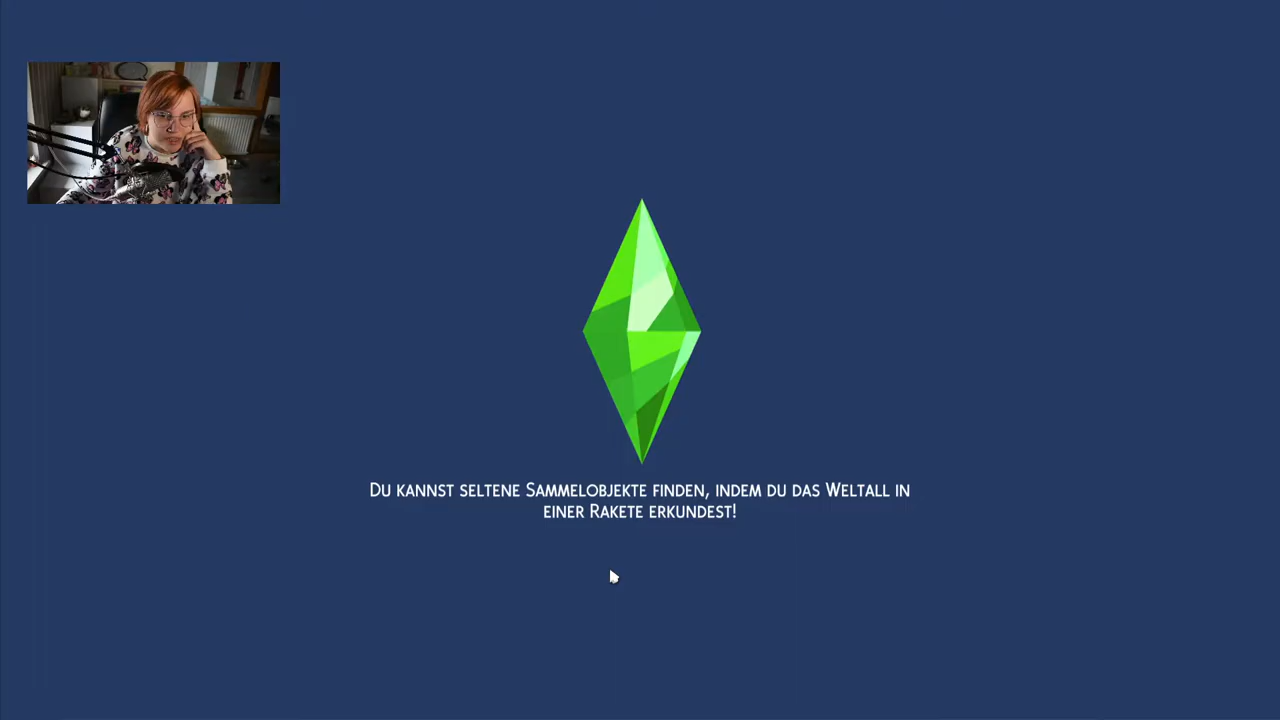 Du kannst seltene Sammelobjekte finden, indem du das Weltall in
einer Rakete erkundest!